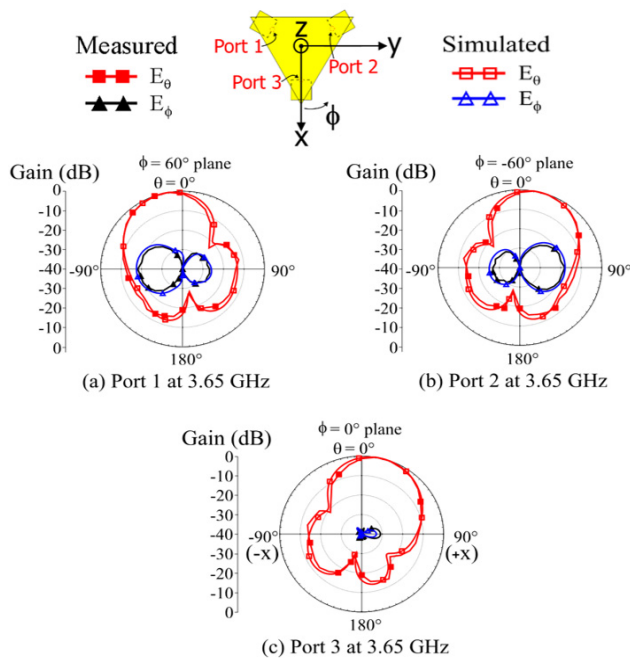 Measured
E_θ
E_ϕ
Port 1
z
y
Port 2
Port 3
ϕ
x
Simulated
E_θ
E_ϕ
Gain (dB)
ϕ = 60° plane
θ = 0°
0
-10
-20
-30
-40
-30
-20
-10
0
-90°
90°
180°
(a) Port 1 at 3.65 GHz
Gain (dB)
ϕ = -60° plane
θ = 0°
0
-10
-20
-30
-40
-30
-20
-10
0
-90°
90°
180°
(b) Port 2 at 3.65 GHz
Gain (dB)
ϕ = 0° plane
θ = 0°
0
-10
-20
-30
-40
-30
-20
-10
0
-90°
(-x)
90°
(+x)
180°
(c) Port 3 at 3.65 GHz